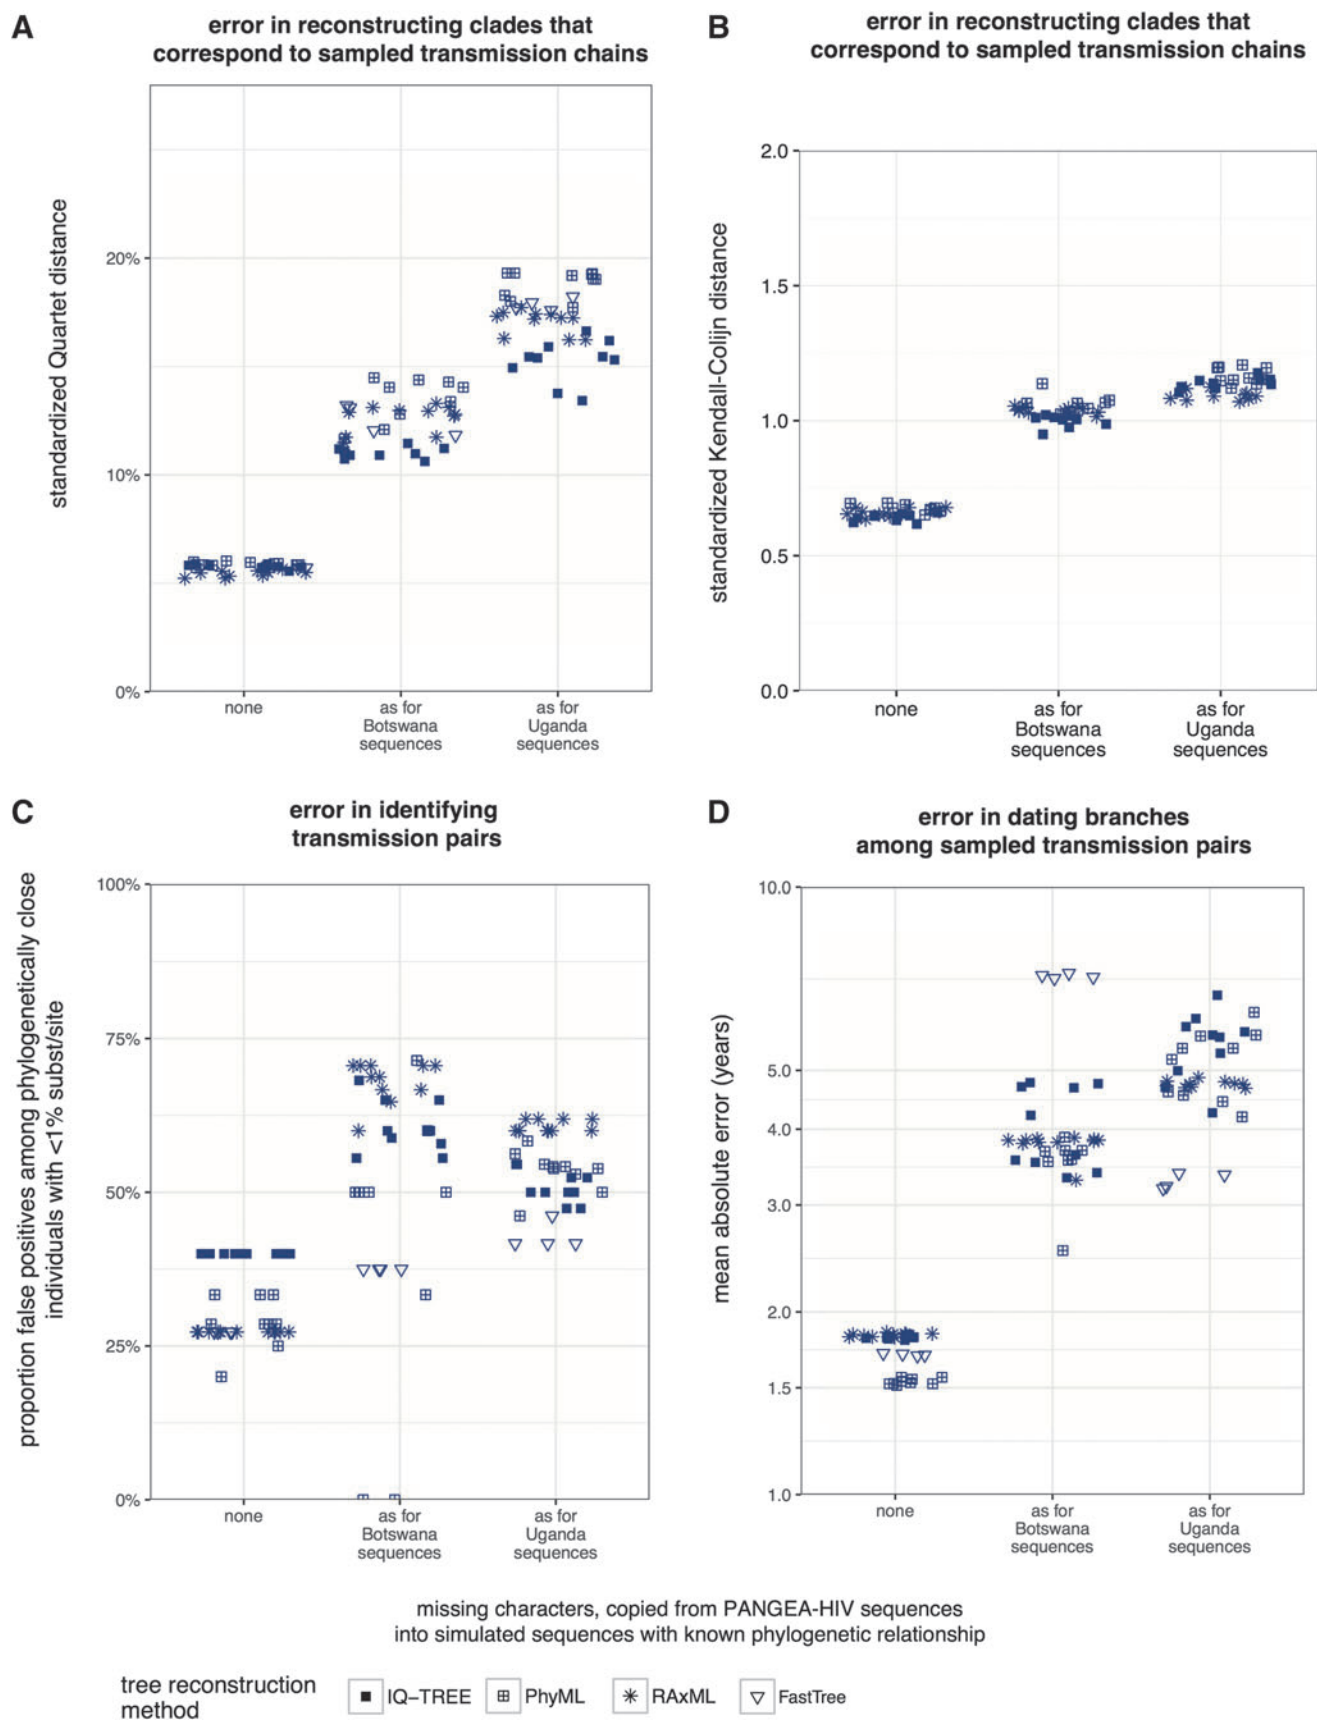 A
error in reconstructing clades that
correspond to sampled transmission chains
standardized Quartet distance
20%
10%
0%
none
as for
Botswana
sequences
as for
Uganda
sequences
B
error in reconstructing clades that
correspond to sampled transmission chains
standardized Kendall-Colijn distance
2.0
1.5
1.0
0.5
0.0
none
as for
Botswana
sequences
as for
Uganda
sequences
C
error in identifying
transmission pairs
proportion false positives among phylogenetically close
individuals with <1% subst/site
100%
75%
50%
25%
0%
none
as for
Botswana
sequences
as for
Uganda
sequences
D
error in dating branches
among sampled transmission pairs
mean absolute error (years)
10.0
5.0
4.0
3.0
2.0
1.5
1.0
none
as for
Botswana
sequences
as for
Uganda
sequences
missing characters, copied from PANGEA-HIV sequences
into simulated sequences with known phylogenetic relationship
tree reconstruction
method
IQ-TREE
PhyML
RAxML
FastTree